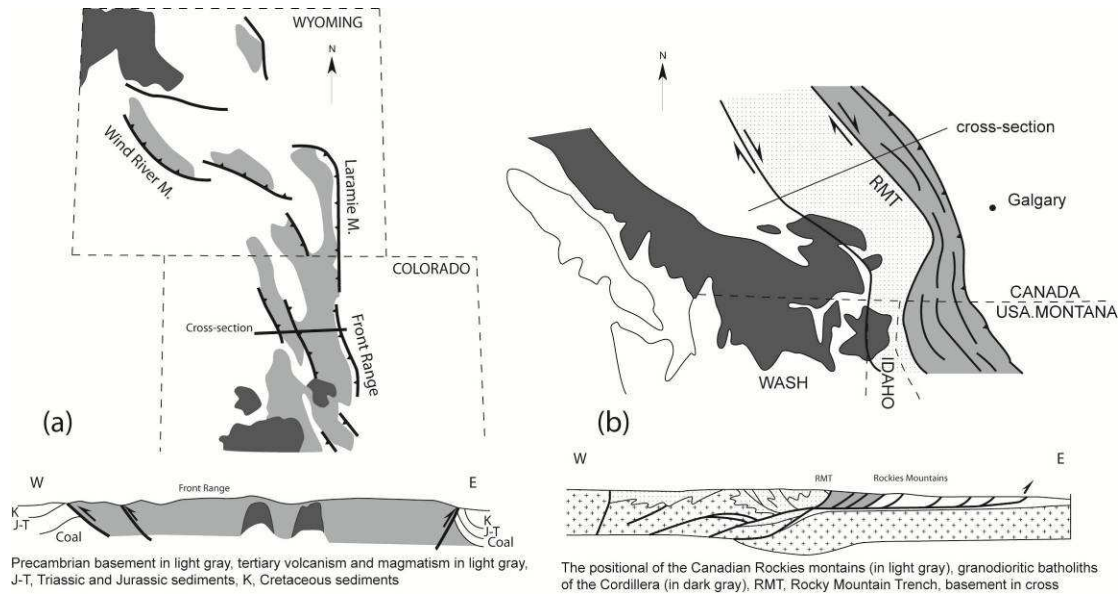 WYOMING
N
Wind River M.
Laramie M.
COLORADO
Cross-section
Front Range
(a)
W
Front Range
E
K
J-T
Coal
K
J-T
Coal
Precambrian basement in light gray, tertiary volcanism and magmatism in light gray,
J-T, Triassic and Jurassic sediments, K, Cretaceous sediments
N
cross-section
RMT
Galgary
CANADA
USA.MONTANA
WASH
IDAHO
(b)
W
E
RMT
Rockies Mountains
The positional of the Canadian Rockies montains (in light gray), granodioritic batholiths
of the Cordillera (in dark gray), RMT, Rocky Mountain Trench, basement in cross